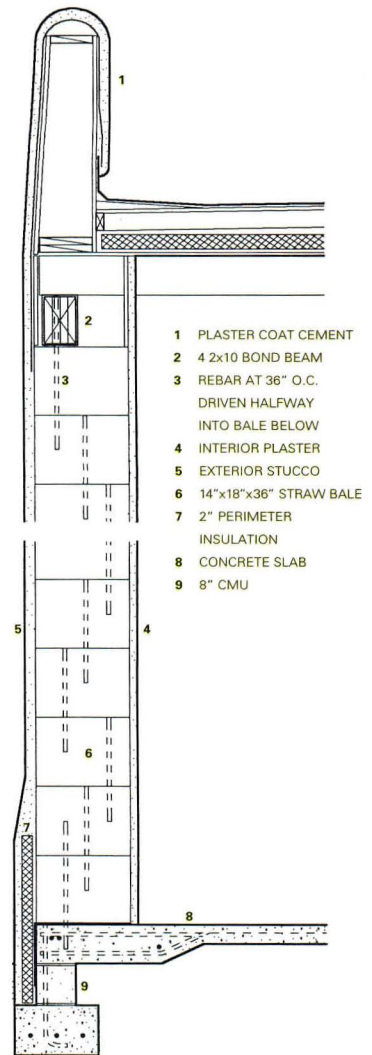 1
2
3
1 PLASTER COAT CEMENT
2 4 2x10 BOND BEAM
3 REBAR AT 36" O.C.
DRIVEN HALFWAY
INTO BALE BELOW
4 INTERIOR PLASTER
5 EXTERIOR STUCCO
6 14"x18"x36" STRAW BALE
7 2" PERIMETER
INSULATION
8 CONCRETE SLAB
9 8" CMU
5
4
6
7
8
9